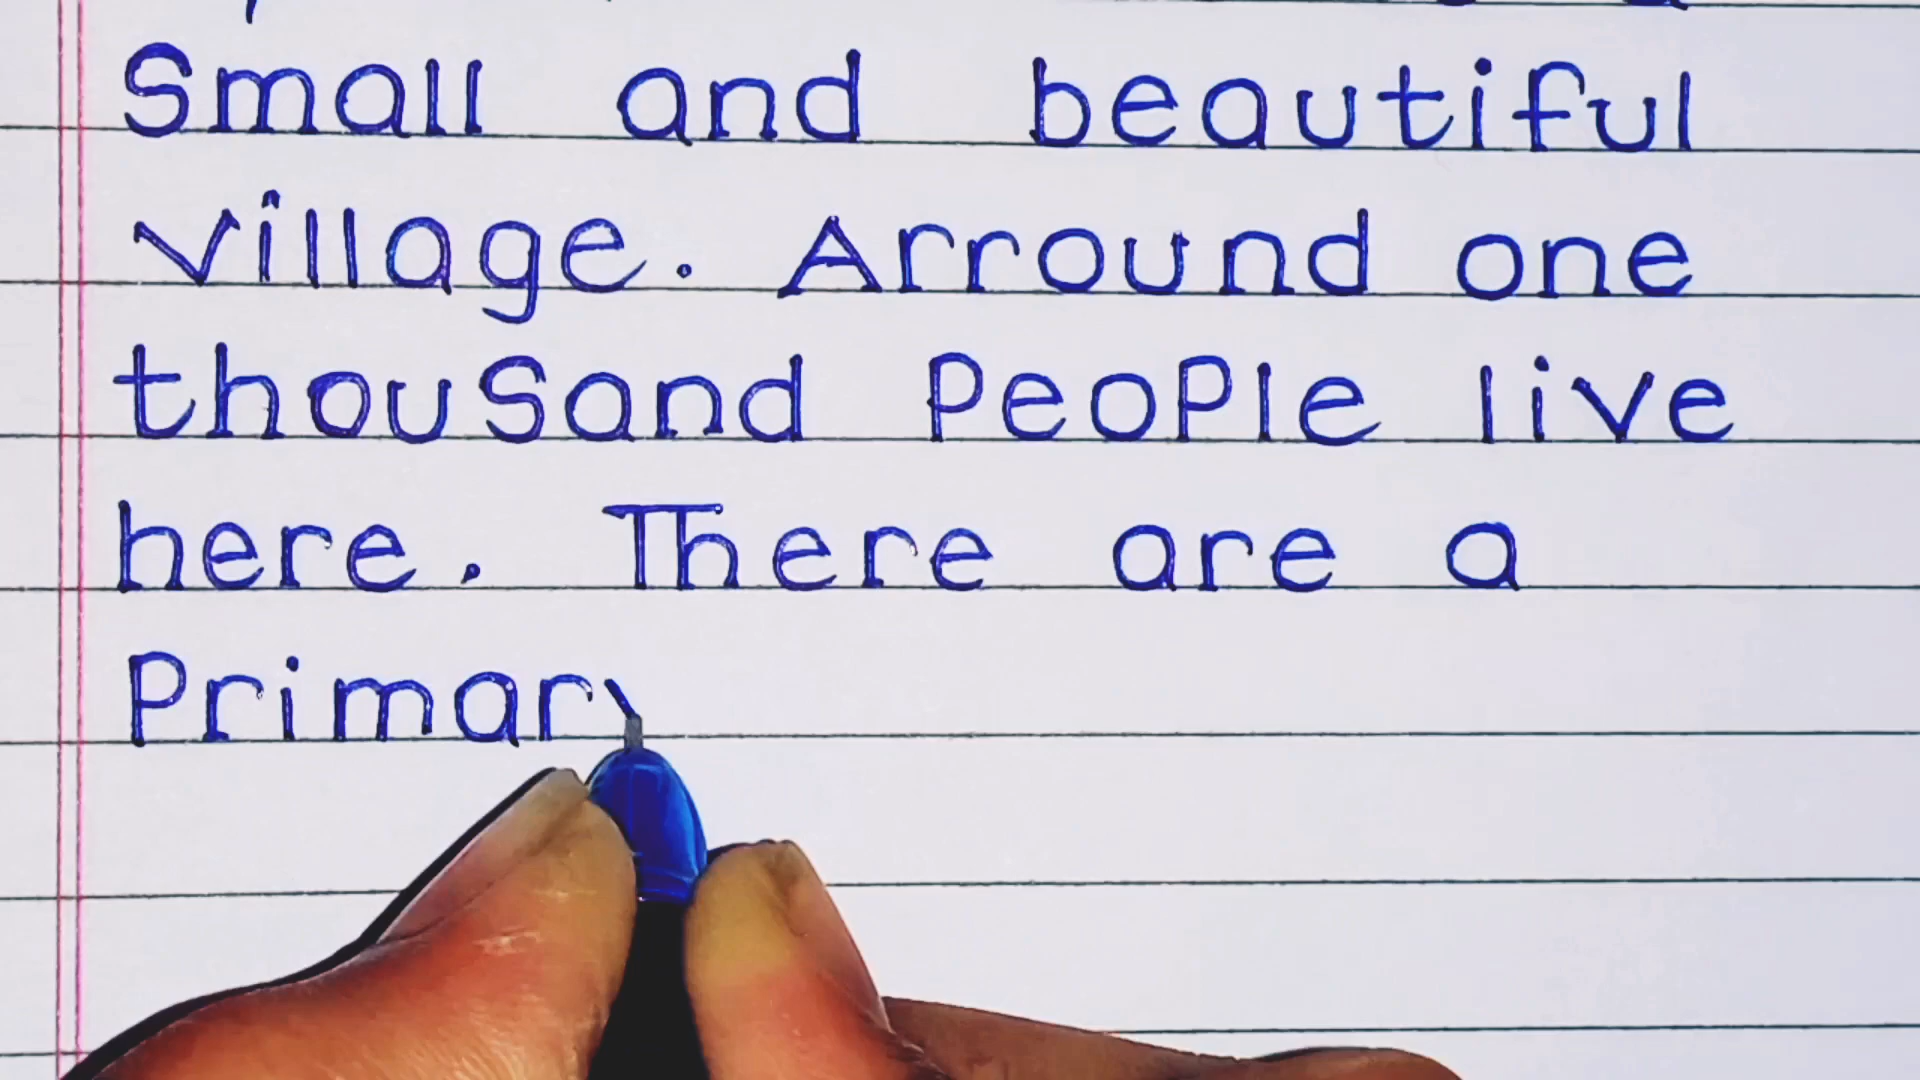 Small and beautiful
village. Arround one
thousand People live
here. There are a
Primary